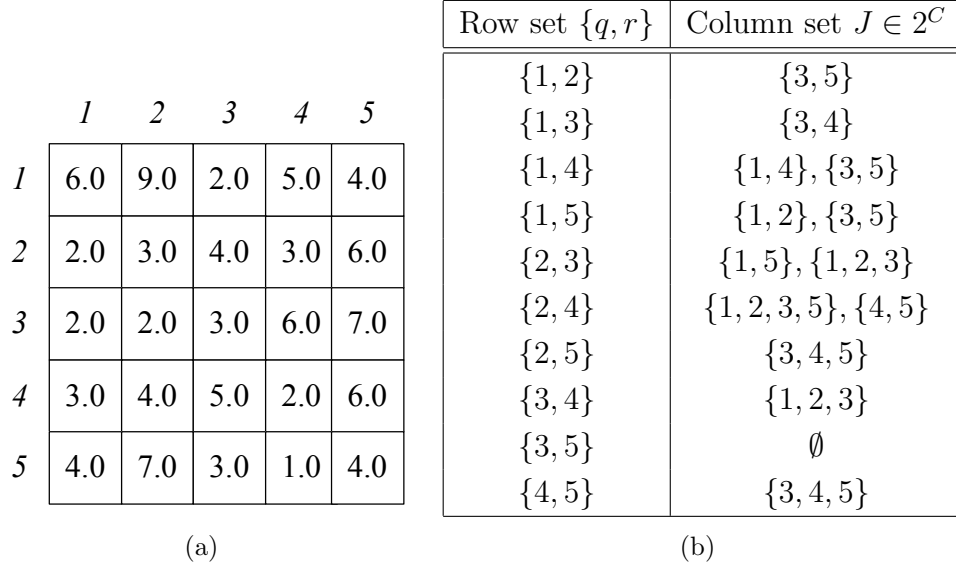 1 2 3 4 5
1 6.0 9.0 2.0 5.0 4.0
2 2.0 3.0 4.0 3.0 6.0
3 2.0 2.0 3.0 6.0 7.0
4 3.0 4.0 5.0 2.0 6.0
5 4.0 7.0 3.0 1.0 4.0
(a)
Row set {q, r} Column set J ∈ 2^C
{1, 2} {3, 5}
{1, 3} {3, 4}
{1, 4} {1, 4}, {3, 5}
{1, 5} {1, 2}, {3, 5}
{2, 3} {1, 5}, {1, 2, 3}
{2, 4} {1, 2, 3, 5}, {4, 5}
{2, 5} {3, 4, 5}
{3, 4} {1, 2, 3}
{3, 5} ∅
{4, 5} {3, 4, 5}
(b)